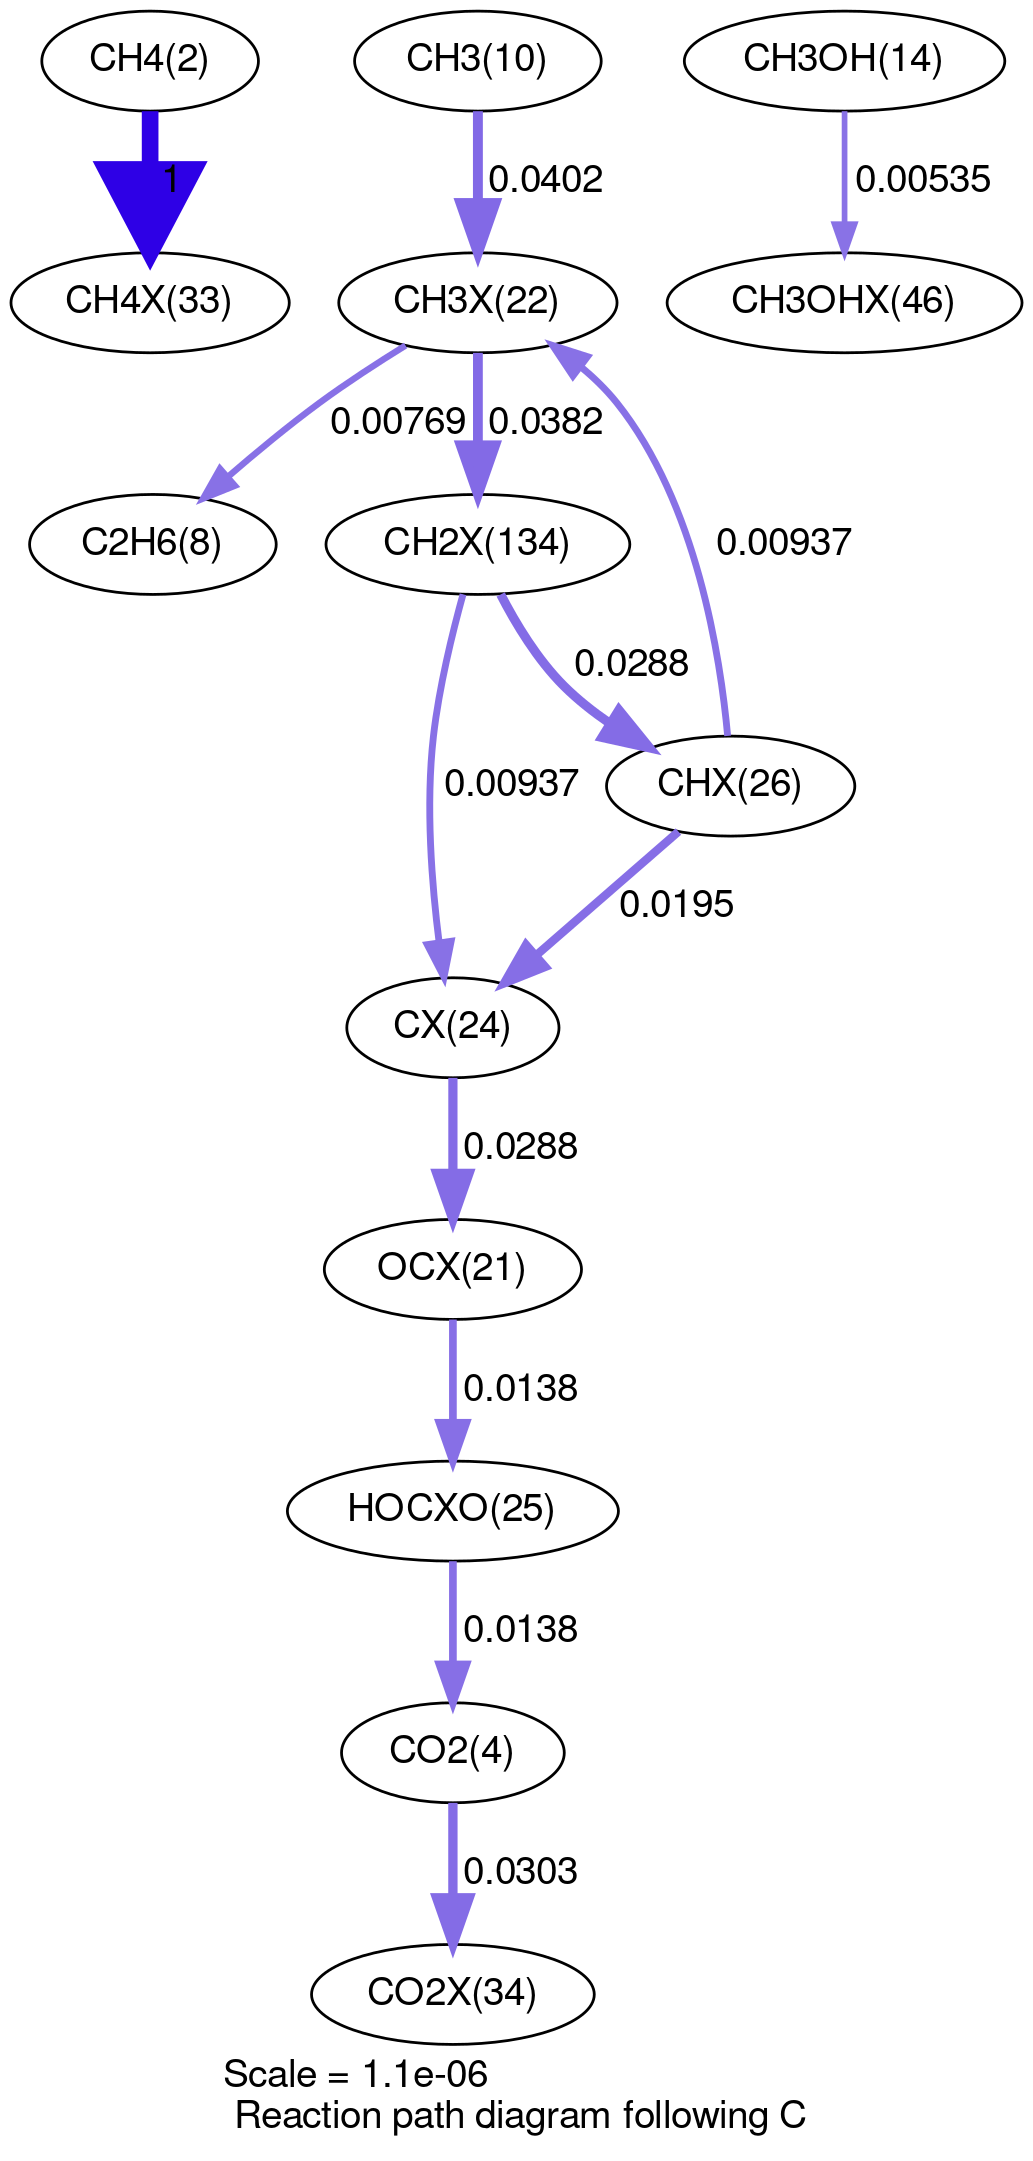 CH4(2)
CH3(10)
CH3OH(14)
1
0.0402
0.00535
CH4X(33)
CH3X(22)
CH3OHX(46)
0.00769
0.0382
C2H6(8)
CH2X(134)
0.00937
0.0288
0.00937
CHX(26)
0.0195
CX(24)
0.0288
OCX(21)
0.0138
HOCXO(25)
0.0138
CO2(4)
0.0303
CO2X(34)
Scale = 1.1e-06
Reaction path diagram following C